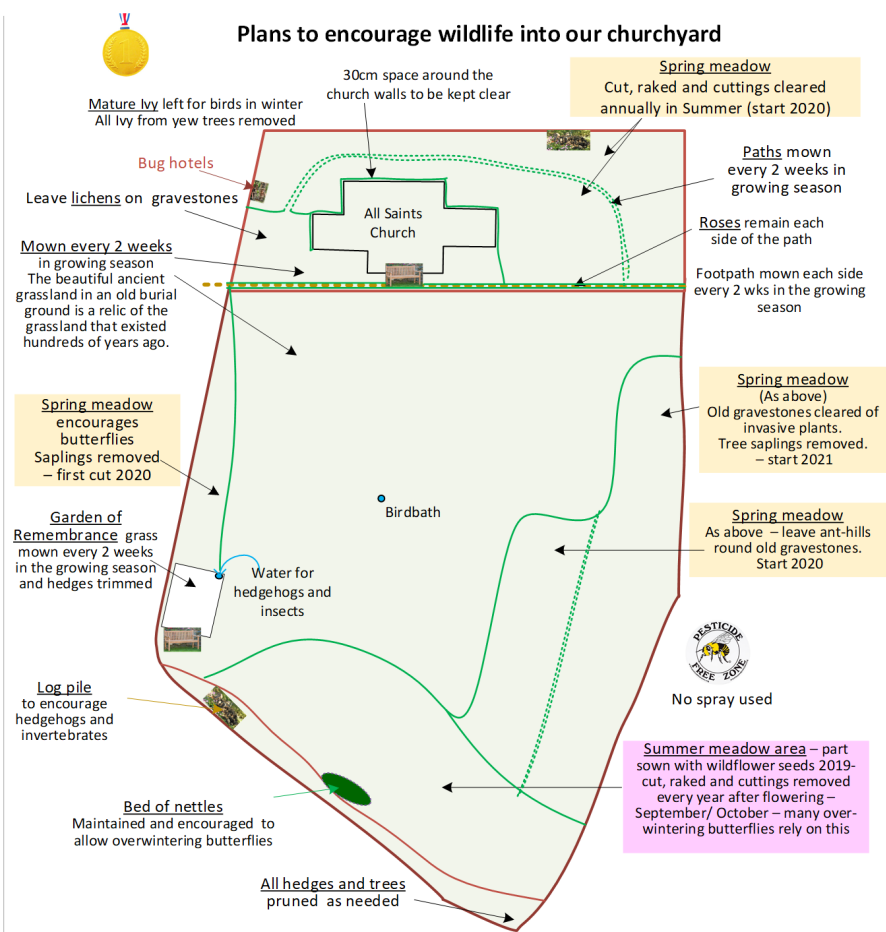 Plans to encourage wildlife into our churchyard
1
30cm space around the
church walls to be kept clear
Spring meadow
Cut, raked and cuttings cleared
annually in Summer (start 2020)
Mature Ivy left for birds in winter
All Ivy from yew trees removed
Bug hotels
Paths mown
every 2 weeks in
growing season
Leave lichens on gravestones
All Saints
Church
Roses remain each
side of the path
Mown every 2 weeks
in growing season
The beautiful ancient
grassland in an old burial
ground is a relic of the
grassland that existed
hundreds of years ago.
Footpath mown each side
every 2 wks in the growing
season
Spring meadow
(As above)
Old gravestones cleared of
invasive plants.
Tree saplings removed.
– start 2021
Spring meadow
encourages
butterflies
Saplings removed
– first cut 2020
Birdbath
Spring meadow
As above – leave ant-hills
round old gravestones.
Start 2020
Garden of
Remembrance grass
mown every 2 weeks
in the growing season
and hedges trimmed
Water for
hedgehogs and
insects
PESTICIDE
FREE ZONE
No spray used
Log pile
to encourage
hedgehogs and
invertebrates
Summer meadow area – part
sown with wildflower seeds 2019-
cut, raked and cuttings removed
every year after flowering –
September/ October – many over-
wintering butterflies rely on this
Bed of nettles
Maintained and encouraged to
allow overwintering butterflies
All hedges and trees
pruned as needed